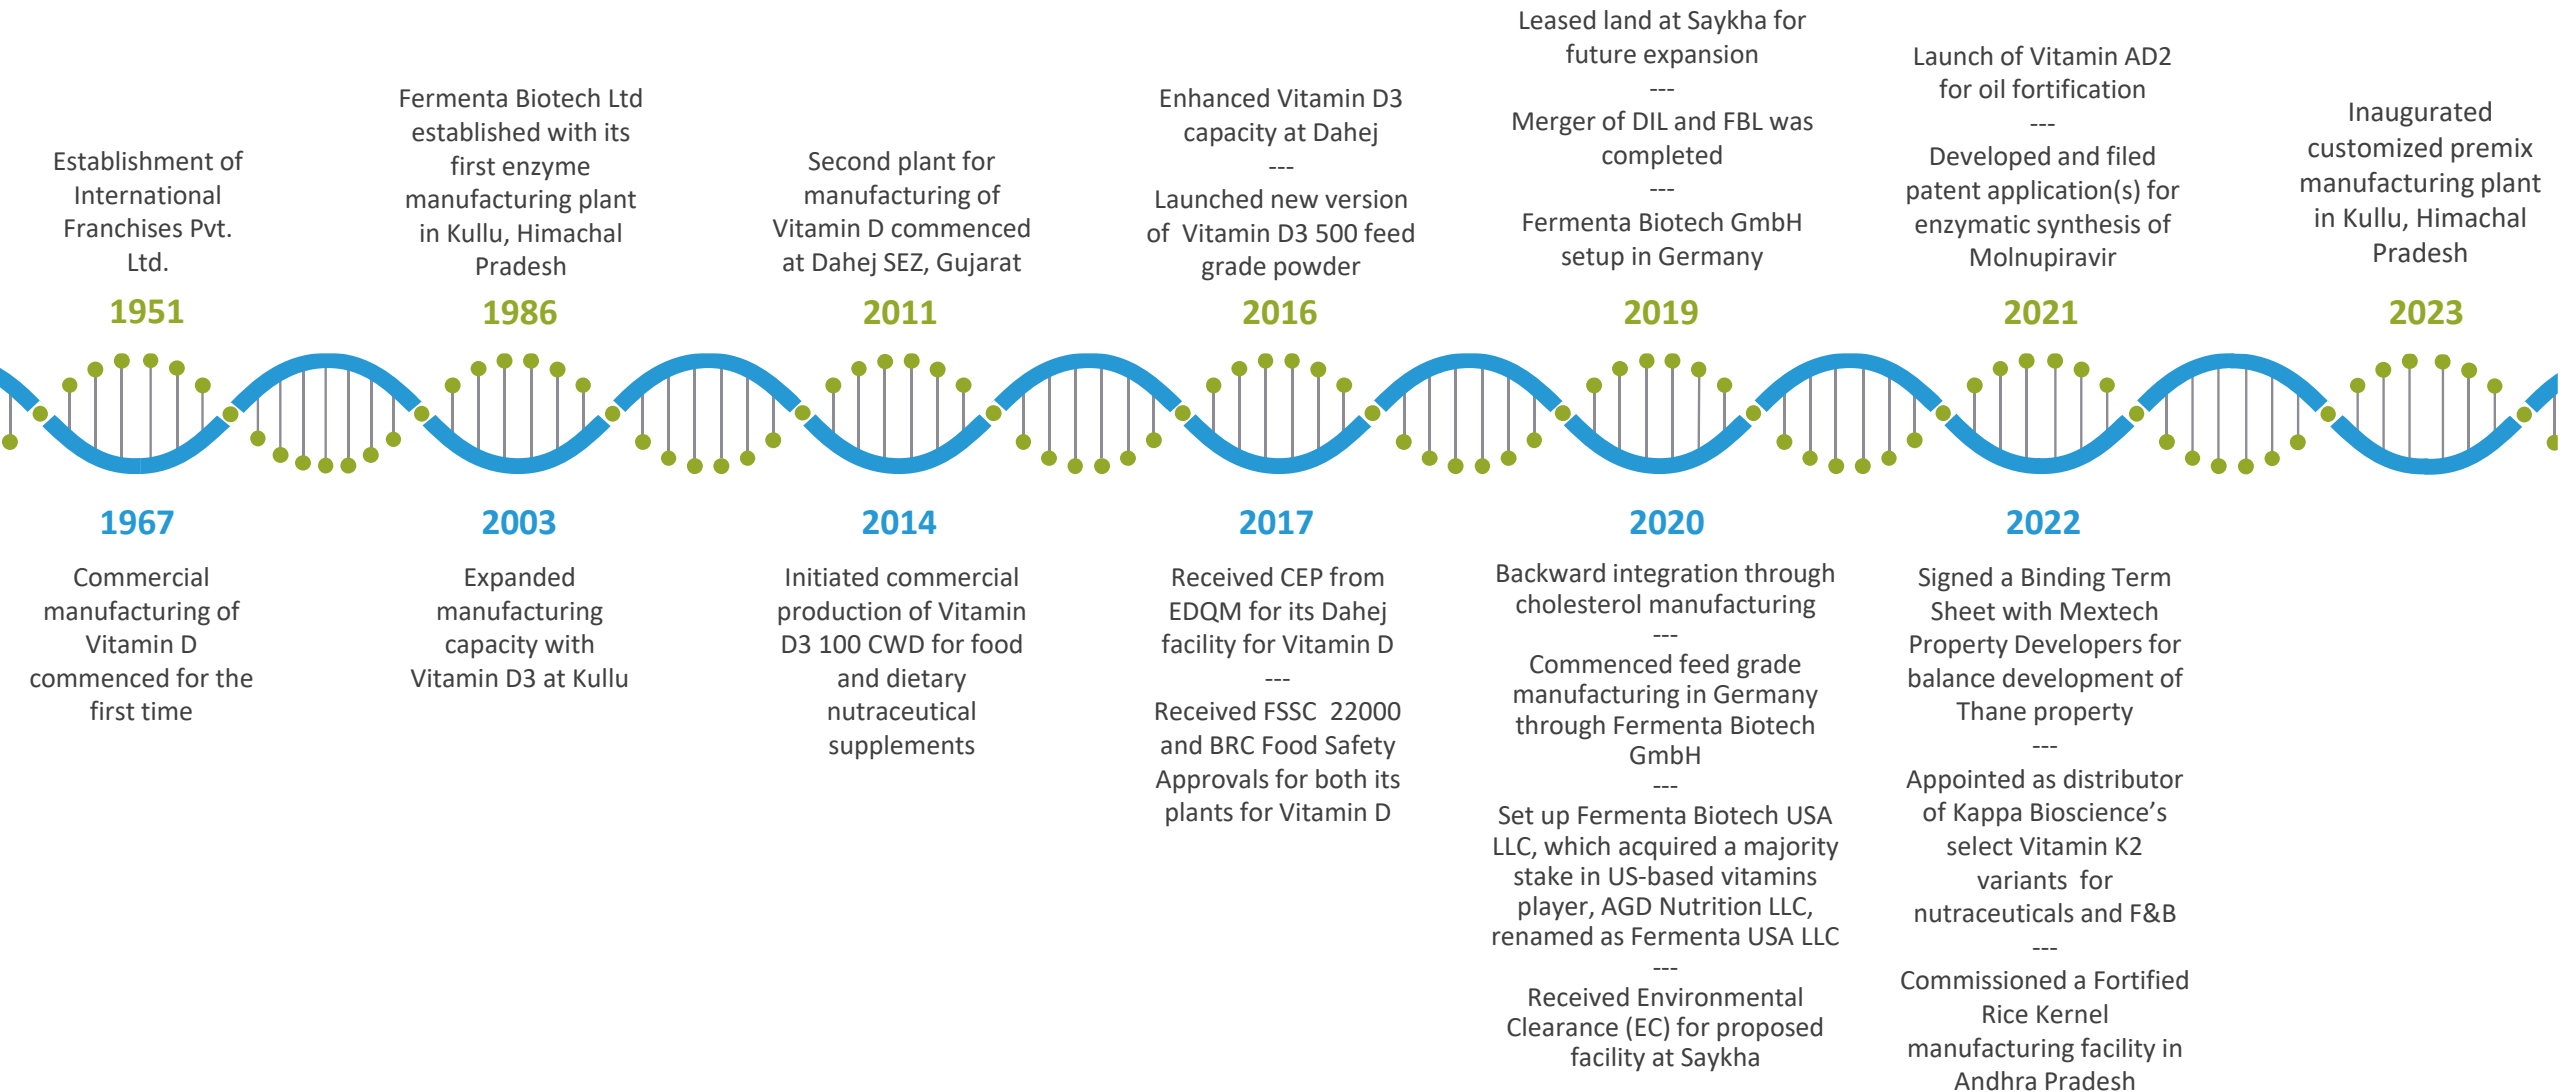 Establishment of
International
Franchises Pvt.
Ltd.
1951
Fermenta Biotech Ltd
established with its
first enzyme
manufacturing plant
in Kullu, Himachal
Pradesh
1986
Second plant for
manufacturing of
Vitamin D commenced
at Dahej SEZ, Gujarat
2011
Enhanced Vitamin D3
capacity at Dahej
---
Launched new version
of Vitamin D3 500 feed
grade powder
2016
Leased land at Saykha for
future expansion
---
Merger of DIL and FBL was
completed
---
Fermenta Biotech GmbH
setup in Germany
2019
Launch of Vitamin AD2
for oil fortification
---
Developed and filed
patent application(s) for
enzymatic synthesis of
Molnupiravir
2021
Inaugurated
customized premix
manufacturing plant
in Kullu, Himachal
Pradesh
2023
1967
Commercial
manufacturing of
Vitamin D
commenced for the
first time
2003
Expanded
manufacturing
capacity with
Vitamin D3 at Kullu
2014
Initiated commercial
production of Vitamin
D3 100 CWD for food
and dietary
nutraceutical
supplements
2017
Received CEP from
EDQM for its Dahej
facility for Vitamin D
---
Received FSSC 22000
and BRC Food Safety
Approvals for both its
plants for Vitamin D
2020
Backward integration through
cholesterol manufacturing
---
Commenced feed grade
manufacturing in Germany
through Fermenta Biotech
GmbH
---
Set up Fermenta Biotech USA
LLC, which acquired a majority
stake in US-based vitamins
player, AGD Nutrition LLC,
renamed as Fermenta USA LLC
---
Received Environmental
Clearance (EC) for proposed
facility at Saykha
2022
Signed a Binding Term
Sheet with Mextech
Property Developers for
balance development of
Thane property
---
Appointed as distributor
of Kappa Bioscience’s
select Vitamin K2
variants for
nutraceuticals and F&B
---
Commissioned a Fortified
Rice Kernel
manufacturing facility in
Andhra Pradesh